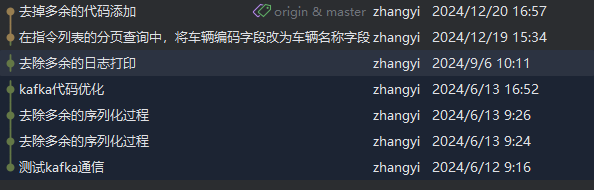 去掉多余的代码添加 origin & master zhangyi 2024/12/20 16:57
在指令列表的分页查询中，将车辆编码字段改为车辆名称字段 zhangyi 2024/12/19 15:34
去除多余的日志打印 zhangyi 2024/9/6 10:11
kafka代码优化 zhangyi 2024/6/13 16:52
去除多余的序列化过程 zhangyi 2024/6/13 9:26
去除多余的序列化过程 zhangyi 2024/6/13 9:24
测试kafka通信 zhangyi 2024/6/12 9:16